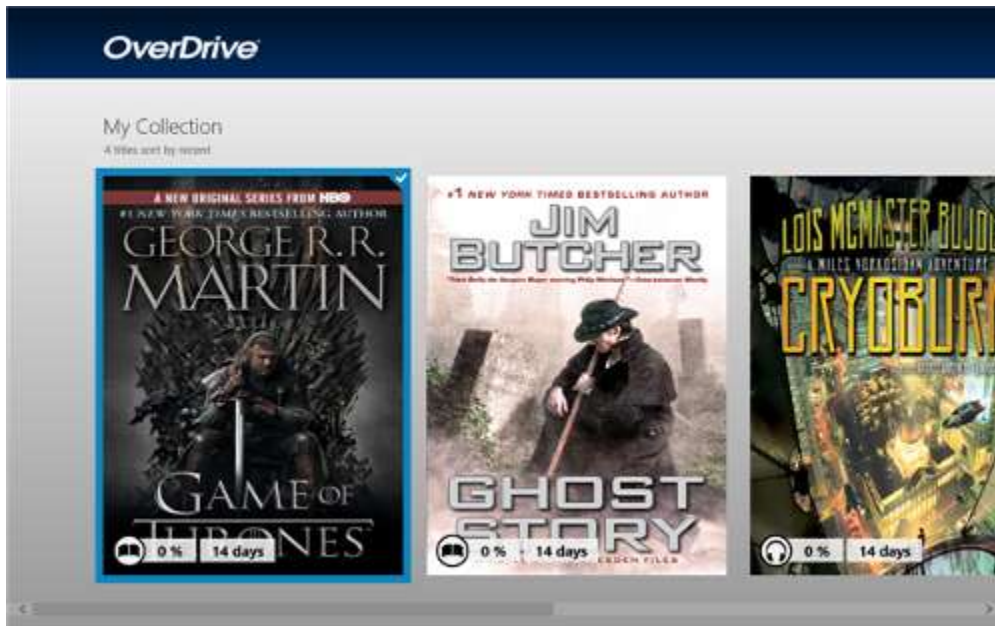 OverDrive
My Collection
4 titles sort by recent
A NEW ORIGINAL SERIES FROM HBO
#1 NEW YORK TIMES BESTSELLING AUTHOR
GEORGE R.R.
MARTIN
GAME OF
THRONES
0 %
14 days
#1 NEW YORK TIMES BESTSELLING AUTHOR
JIM
BUTCHER
GHOST
STORY
FILES
0 %
14 days
LOIS MCMASTER BUJOL
A MILES VORKOSIGAN ADVENTURE
CRYOBURN
0 %
14 days